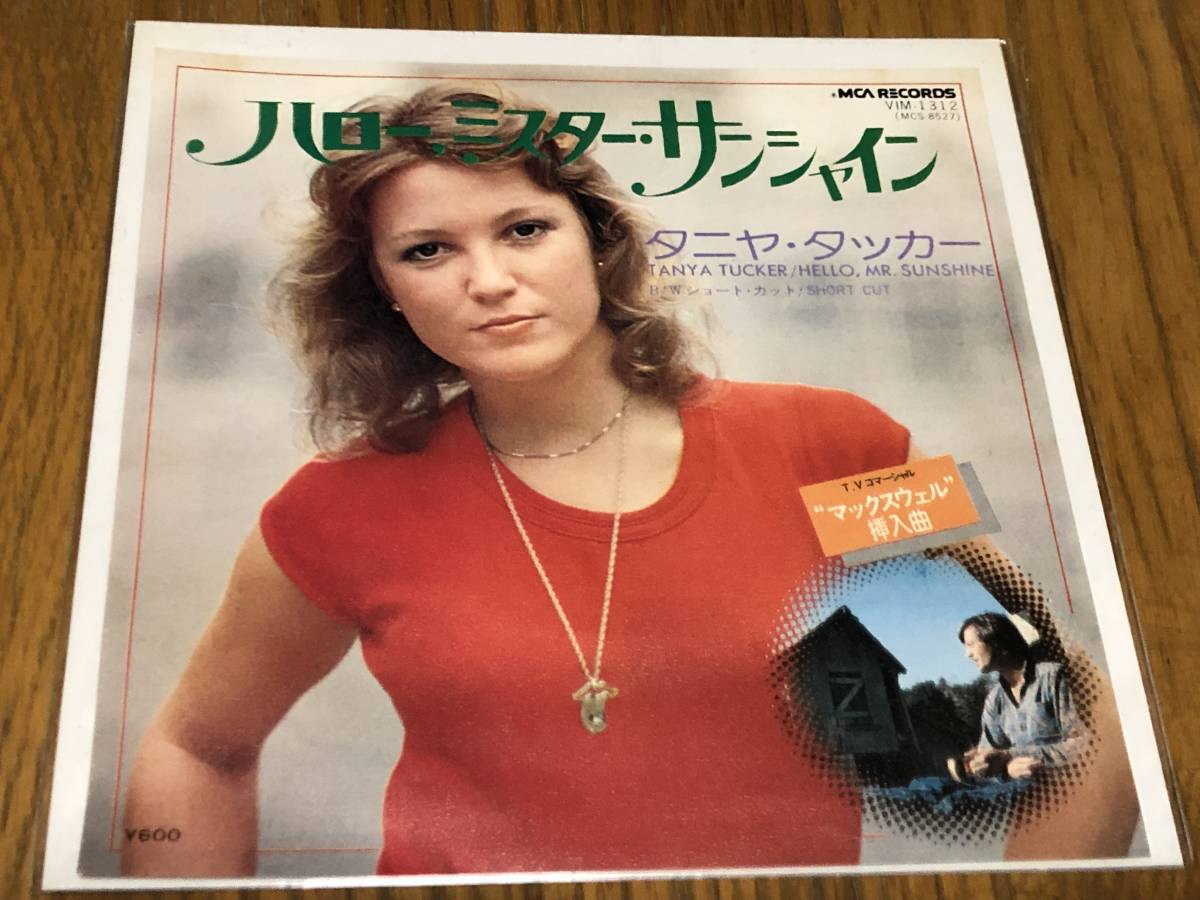 MCA RECORDS
VIM-1312
(MCS-8527)
ハロー、ミスター・サンシャイン
タニヤ・タッカー
TANYA TUCKER/HELLO, MR. SUNSHINE
B/W ショート・カット/SHORT CUT
T.Vコマーシャル
“マックスウェル”
挿入曲
¥600